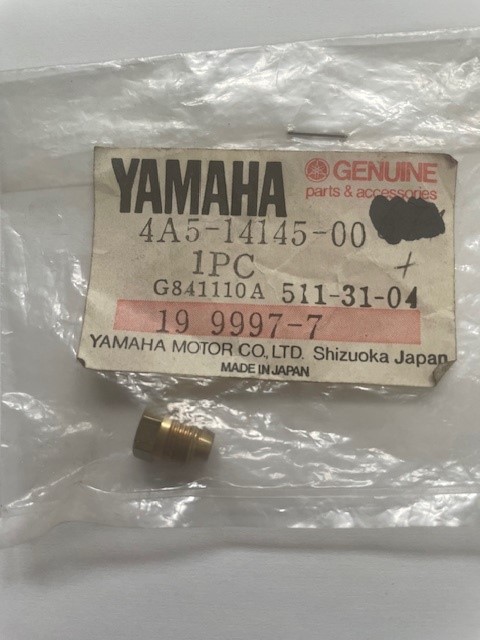 YAMAHA GENUINE
parts & accessories
4A5-14145-00
1PC +
G841110A 511-31-04
19 9997-7
YAMAHA MOTOR CO., LTD. Shizuoka Japan
MADE IN JAPAN